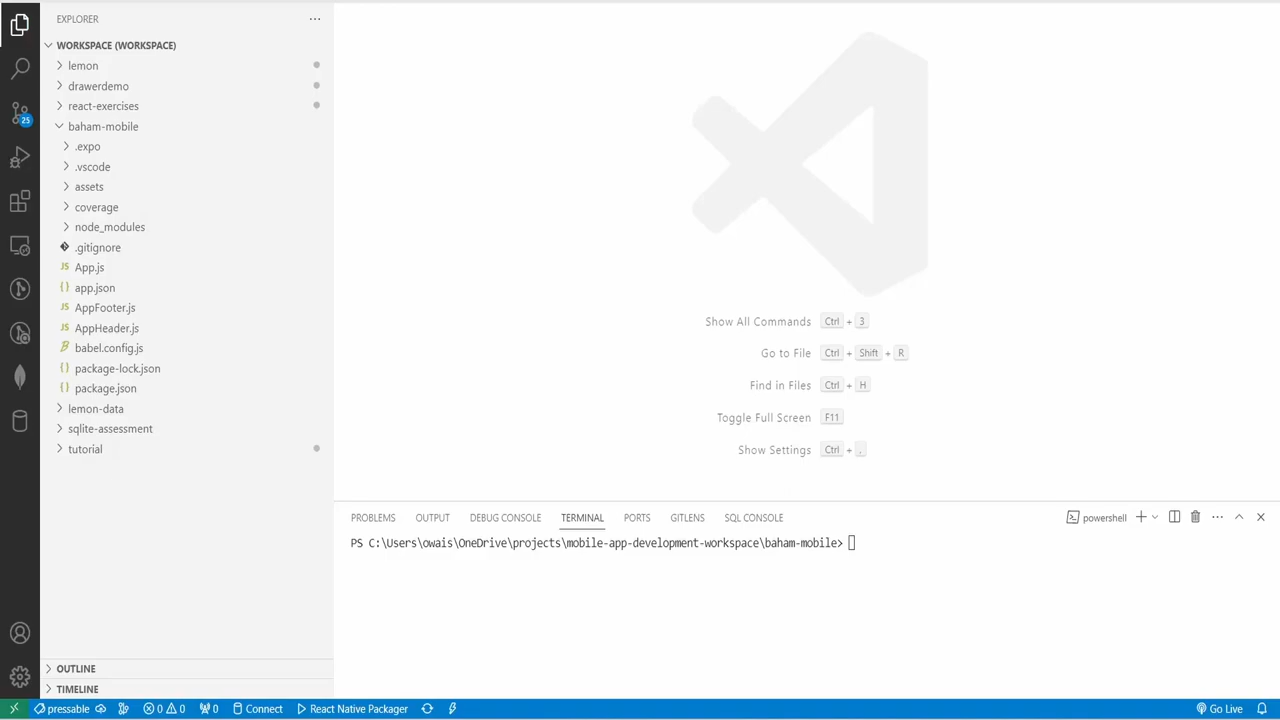 EXPLORER
WORKSPACE (WORKSPACE)
lemon
drawerdemo
react-exercises
baham-mobile
.expo
.vscode
assets
coverage
node_modules
.gitignore
JS App.js
{} app.json
JS AppFooter.js
JS AppHeader.js
babel.config.js
{} package-lock.json
{} package.json
lemon-data
sqlite-assessment
tutorial
OUTLINE
TIMELINE
25
Show All Commands Ctrl + 3
Go to File Ctrl + Shift + R
Find in Files Ctrl + H
Toggle Full Screen F11
Show Settings Ctrl + ,
PROBLEMS OUTPUT DEBUG CONSOLE TERMINAL PORTS GITLENS SQL CONSOLE powershell
PS C:\Users\owais\OneDrive\projects\mobile-app-development-workspace\baham-mobile>
pressable 0 0 0 Connect React Native Packager Go Live